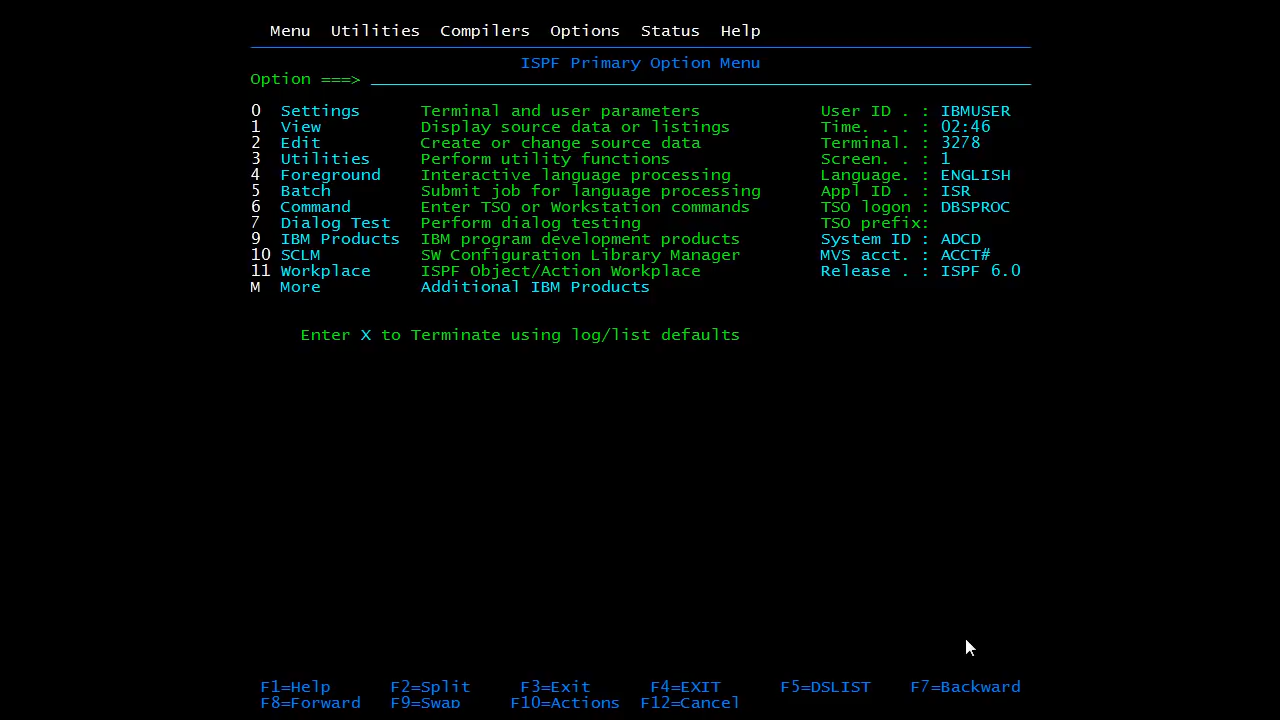 Menu  Utilities  Compilers  Options  Status  Help
ISPF Primary Option Menu
Option ===>
0  Settings      Terminal and user parameters            User ID . : IBMUSER
1  View          Display source data or listings         Time. . . : 02:46
2  Edit          Create or change source data            Terminal. : 3278
3  Utilities     Perform utility functions               Screen. . : 1
4  Foreground    Interactive language processing         Language. : ENGLISH
5  Batch         Submit job for language processing      Appl ID . : ISR
6  Command       Enter TSO or Workstation commands       TSO logon : DBSPROC
7  Dialog Test   Perform dialog testing                  TSO prefix:
9  IBM Products  IBM program development products        System ID : ADCD
10 SCLM          SW Configuration Library Manager        MVS acct. : ACCT#
11 Workplace     ISPF Object/Action Workplace            Release . : ISPF 6.0
M  More          Additional IBM Products
Enter X to Terminate using log/list defaults
F1=Help      F2=Split     F3=Exit      F4=EXIT      F5=DSLIST    F7=Backward
F8=Forward   F9=Swap     F10=Actions  F12=Cancel